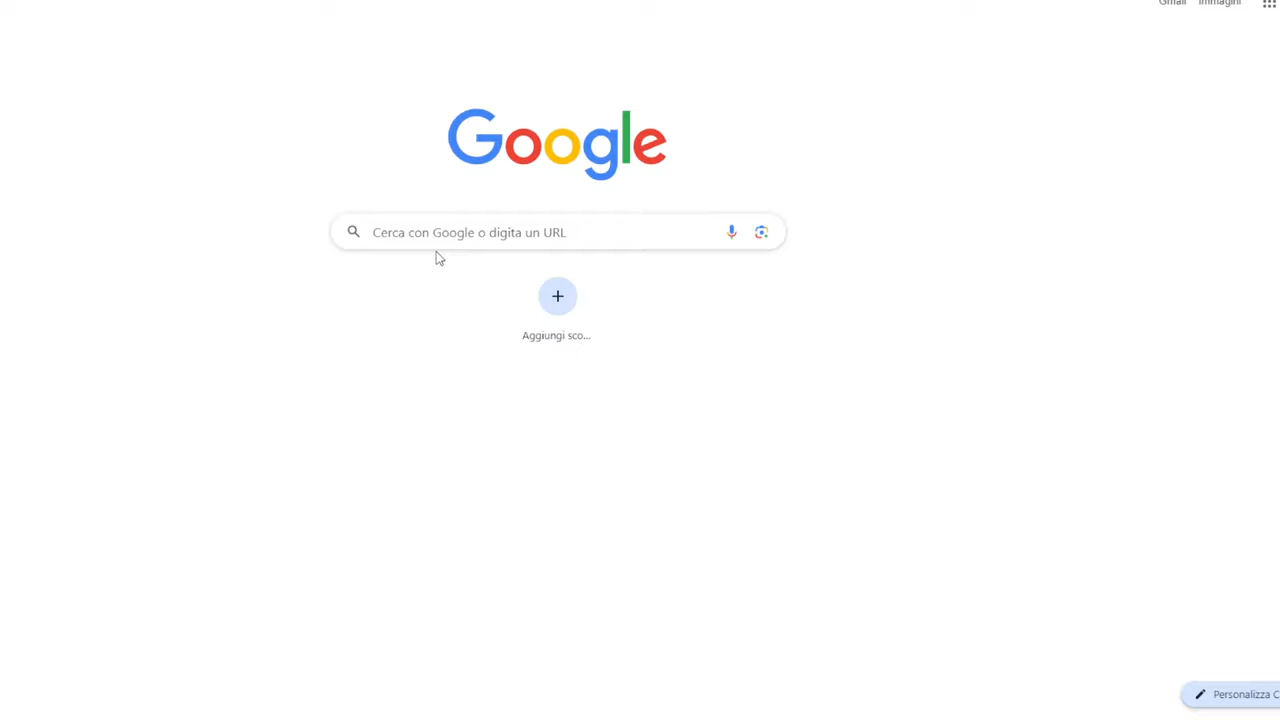 Gmail Immagini
Google
Cerca con Google o digita un URL
Aggiungi sco...
Personalizza C